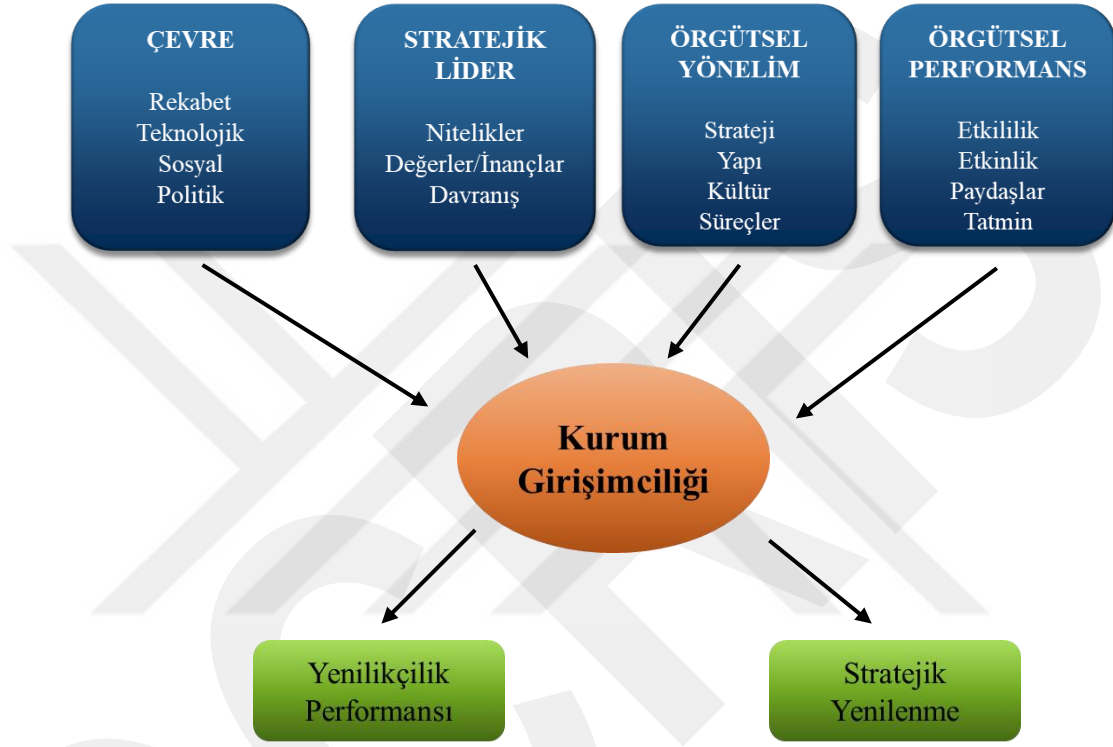 ÇEVRE
Rekabet
Teknolojik
Sosyal
Politik
STRATEJİK
LİDER
Nitelikler
Değerler/İnançlar
Davranış
ÖRGÜTSEL
YÖNELİM
Strateji
Yapı
Kültür
Süreçler
ÖRGÜTSEL
PERFORMANS
Etkililik
Etkinlik
Paydaşlar
Tatmin
Kurum
Girişimciliği
Yenilikçilik
Performansı
Stratejik
Yenilenme